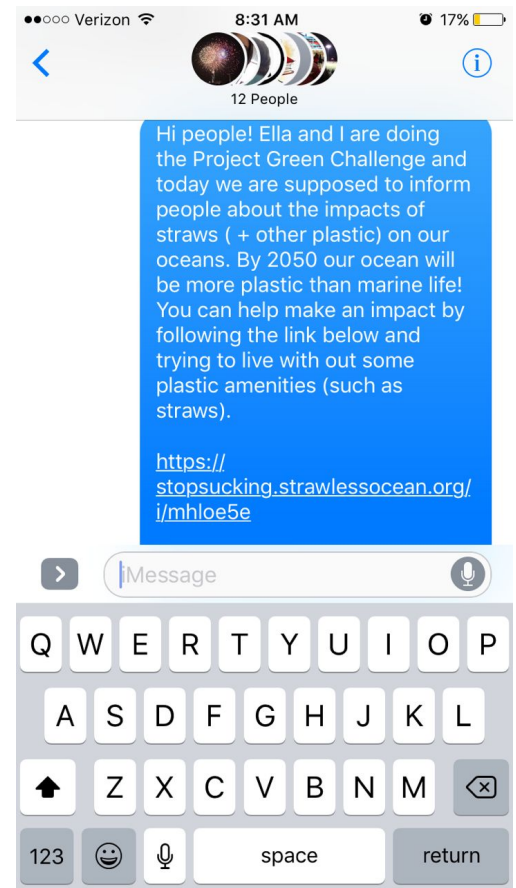 ●●○○○ Verizon 8:31 AM 17%
12 People
Hi people! Ella and I are doing
the Project Green Challenge and
today we are supposed to inform
people about the impacts of
straws ( + other plastic) on our
oceans. By 2050 our ocean will
be more plastic than marine life!
You can help make an impact by
following the link below and
trying to live with out some
plastic amenities (such as
straws).
https://
stopsucking.strawlessocean.org/
i/mhloe5e
iMessage
Q W E R T Y U I O P
A S D F G H J K L
Z X C V B N M
123 space return